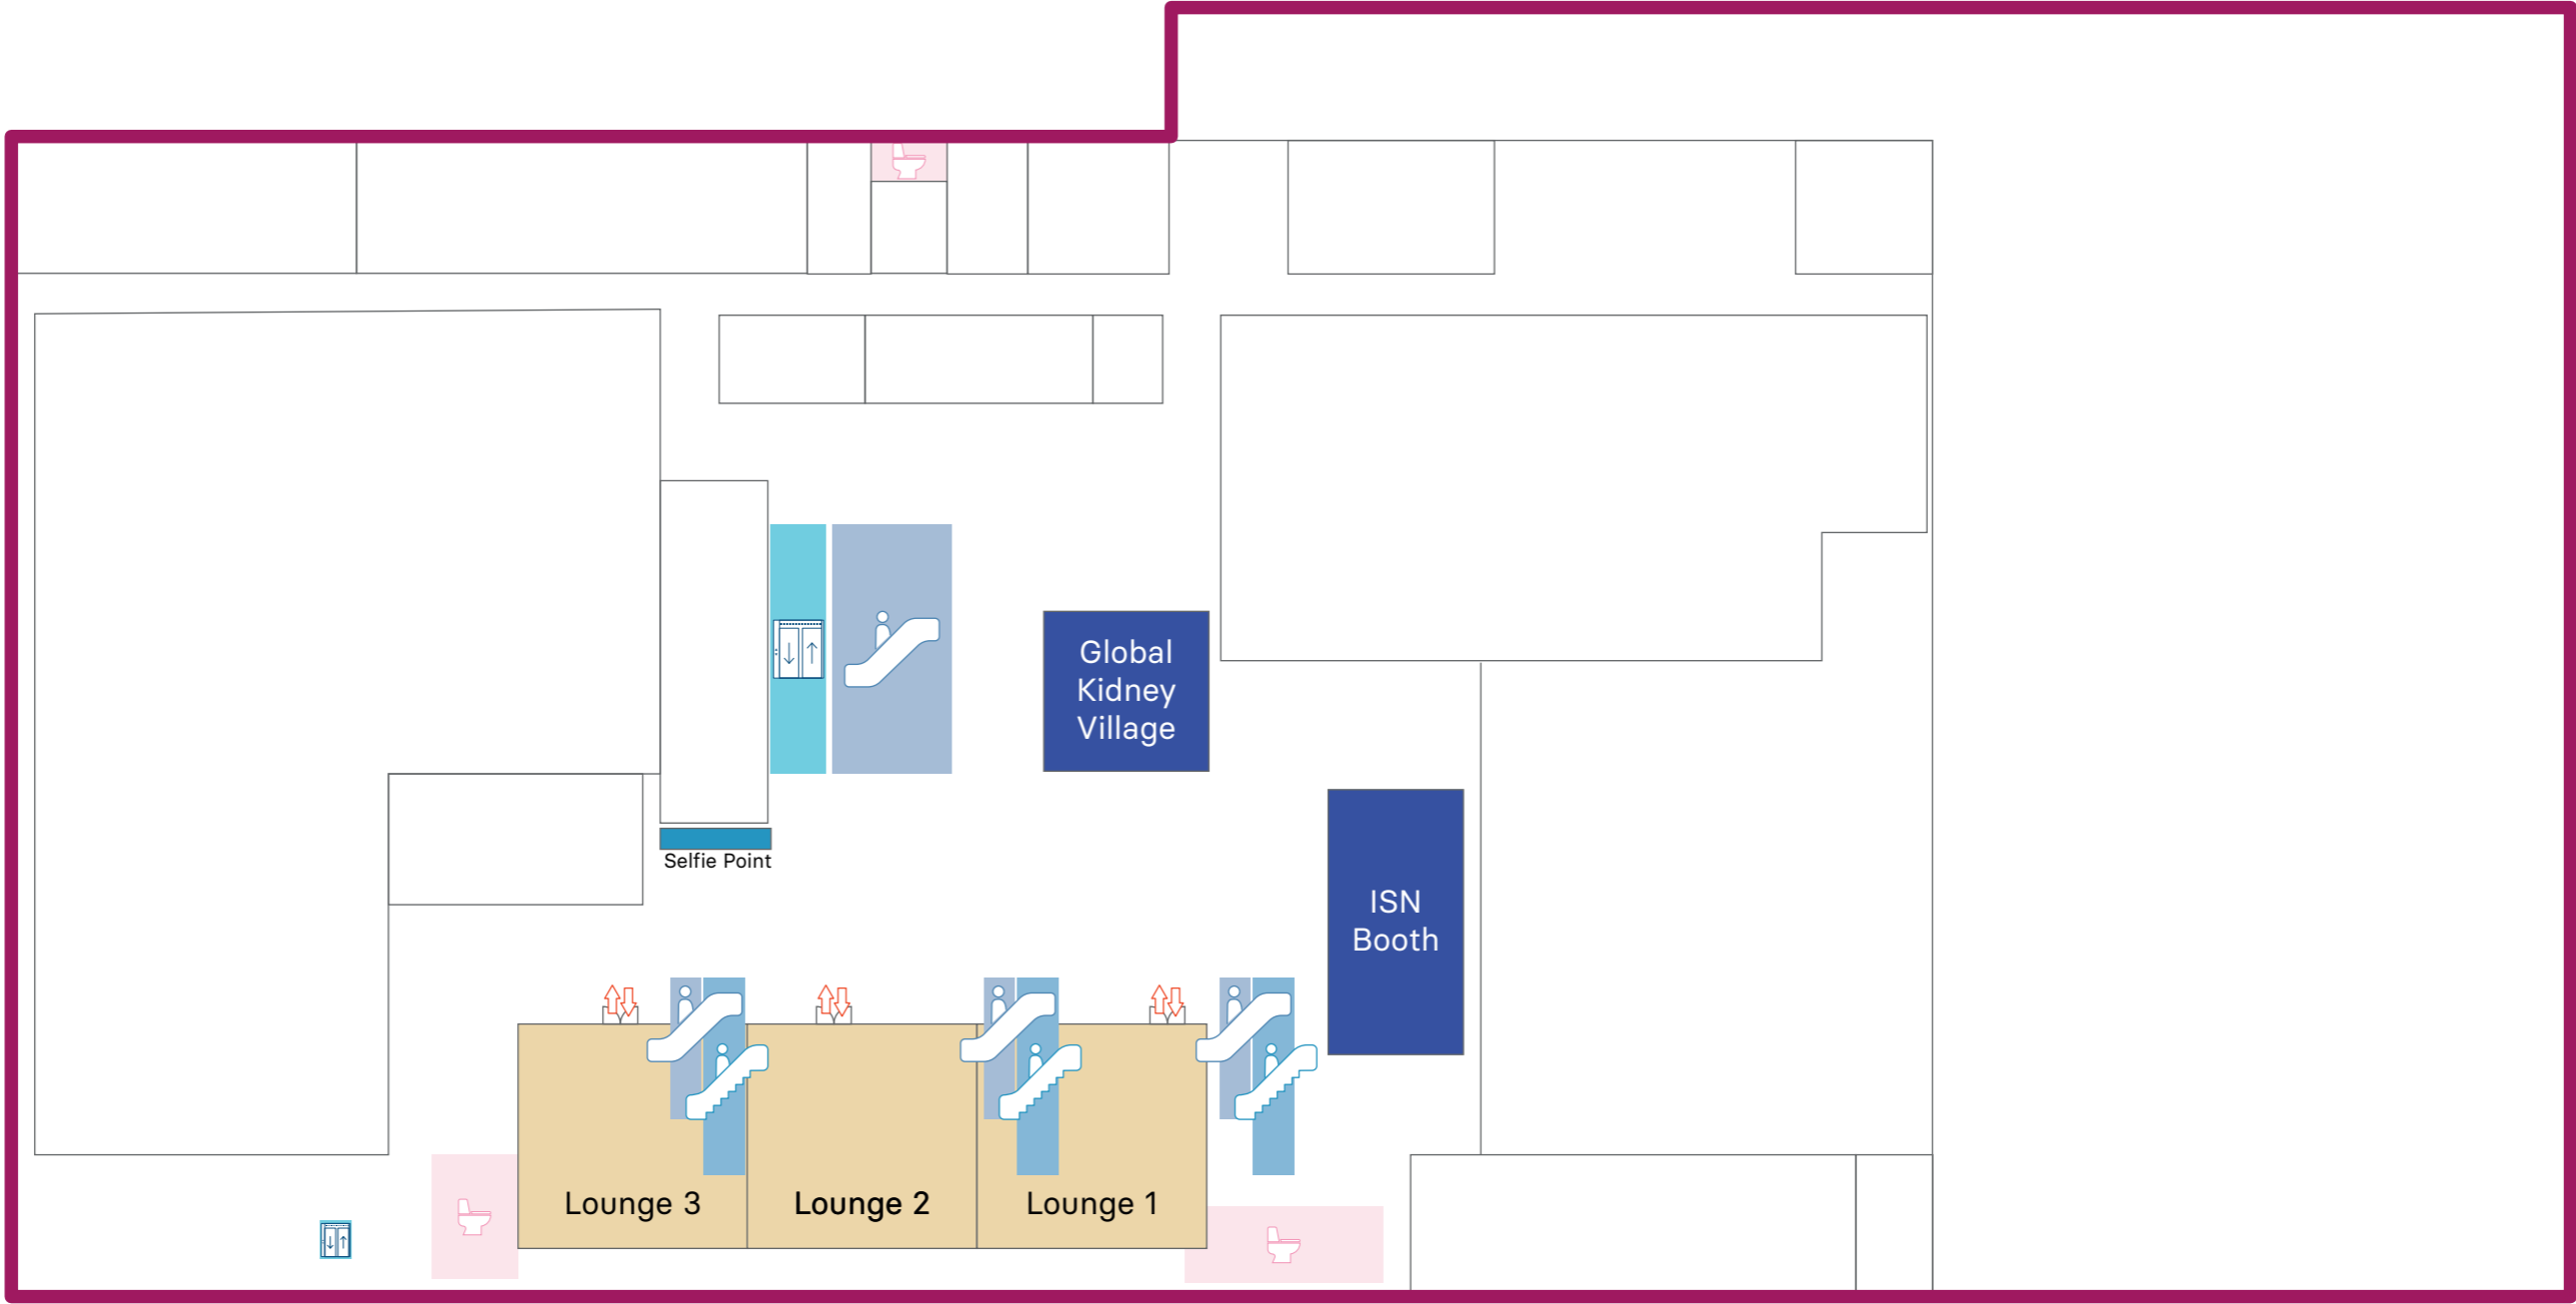 Global
Kidney
Village
Selfie Point
ISN
Booth
Lounge 3
Lounge 2
Lounge 1